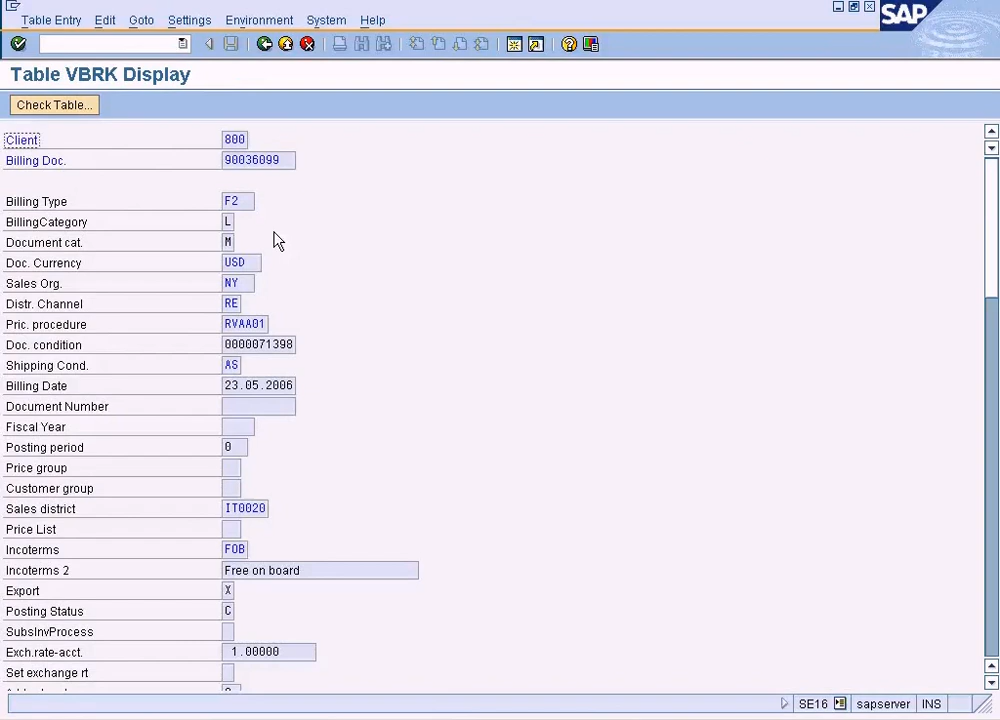 Table Entry Edit Goto Settings Environment System Help
SAP
Table VBRK Display
Check Table...
Client 800
Billing Doc. 90036099
Billing Type F2
BillingCategory L
Document cat. M
Doc. Currency USD
Sales Org. NY
Distr. Channel RE
Pric. procedure RVAA01
Doc. condition 0000071398
Shipping Cond. AS
Billing Date 23.05.2006
Document Number
Fiscal Year
Posting period 0
Price group
Customer group
Sales district IT0020
Price List
Incoterms FOB
Incoterms 2 Free on board
Export X
Posting Status C
SubsInvProcess
Exch.rate-acct. 1.00000
Set exchange rt
SE16 sapserver INS